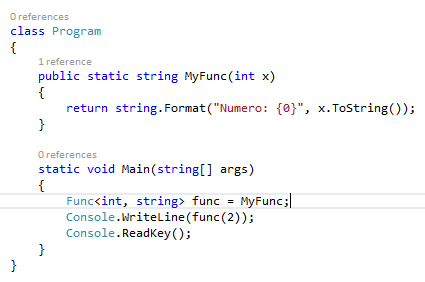 0 references
class Program
{
1 reference
public static string MyFunc(int x)
{
return string.Format("Numero: {0}", x.ToString());
}
0 references
static void Main(string[] args)
{
Func<int, string> func = MyFunc;
Console.WriteLine(func(2));
Console.ReadKey();
}
}